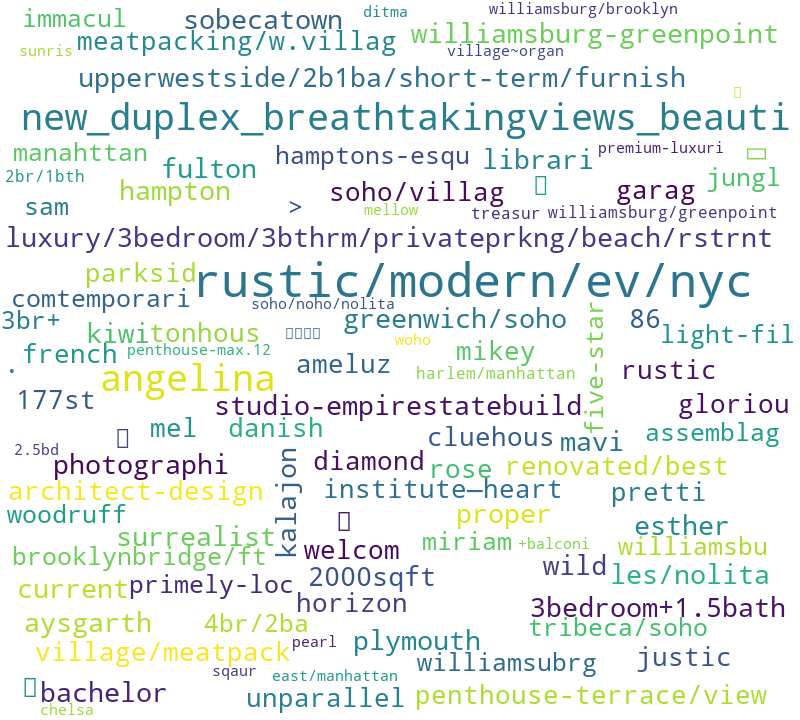 immacul sobecatown ditma williamsburg/brooklyn
sunris meatpacking/w.villag village~organ williamsburg-greenpoint
upperwestside/2b1ba/short-term/furnish
new_duplex_breathtakingviews_beauti
manahttan fulton hamptons-esqu librari premium-luxuri
2br/1bth hampton soho/villag garag jungl
sam > mellow treasur williamsburg/greenpoint
luxury/3bedroom/3bthrm/privateprkng/beach/rstrnt
parksid rustic/modern/ev/nyc
comtemporari soho/noho/nolita
3br+ kiwitonhous greenwich/soho five-star 86 light-fil
. french penthouse-max.12 ameluz woho mikey
angelina harlem/manhattan rustic
177st studio-empirestatebuild gloriou
mel danish cluehous mavi assemblag
2.5bd photographi kalajon diamond rose renovated/best
architect-design institute—heart pretti
woodruff proper esther
surrealist miriam +balconi williamsbu
brooklynbridge/ft welcom wild les/nolita
current primely-loc 2000sqft
horizon 3bedroom+1.5bath
aysgarth 4br/2ba tribeca/soho
village/meatpack pearl plymouth justic
sqaur east/manhattan williamsubrg
bachelor unparallel penthouse-terrace/view
chelsa